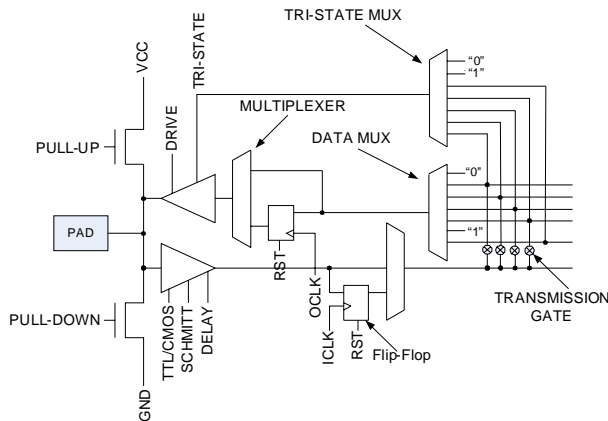 TRI-STATE MUX
VCC
TRI-STATE
"0"
"1"
MULTIPLEXER
DRIVE
DATA MUX
PULL-UP
"0"
PAD
"1"
RST
OCLK
TRANSMISSION
GATE
PULL-DOWN
TTL/CMOS
SCHMITT
DELAY
ICLK
RST
Flip-Flop
GND